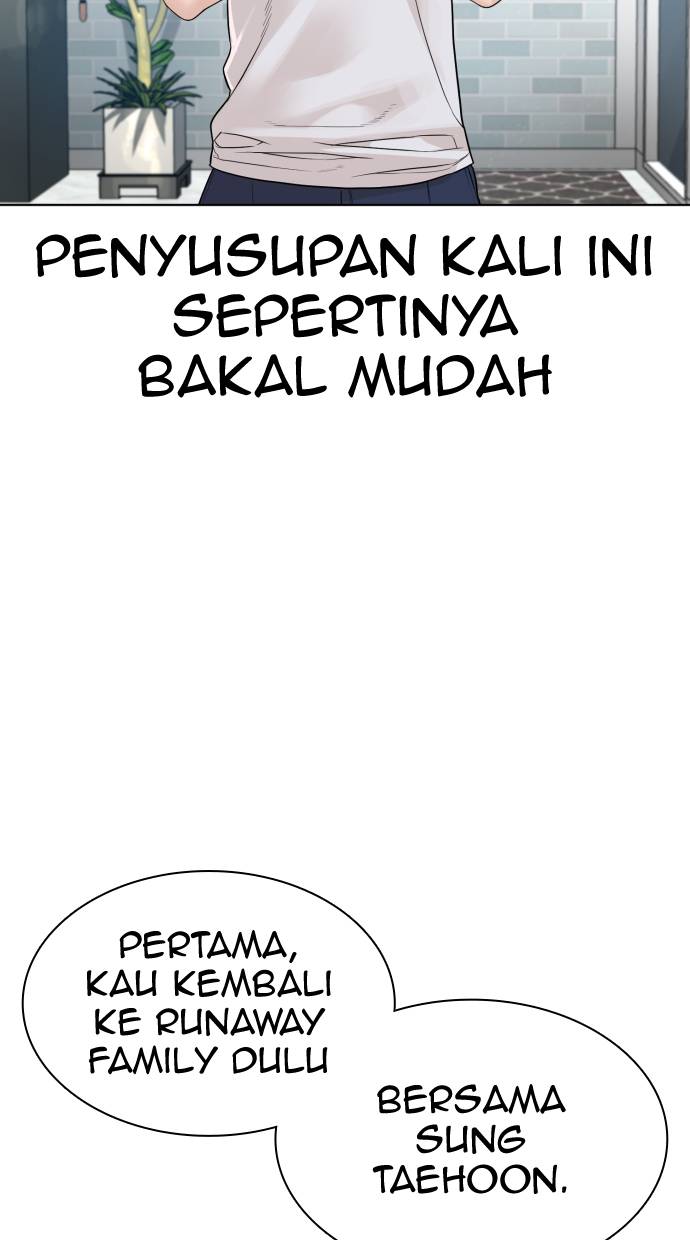 PENYUSUPAN KALI INI
SEPERTINYA
BAKAL MUDAH
PERTAMA,
KAU KEMBALI
KE RUNAWAY
FAMILY DULU
BERSAMA
SUNG
TAEHOON.